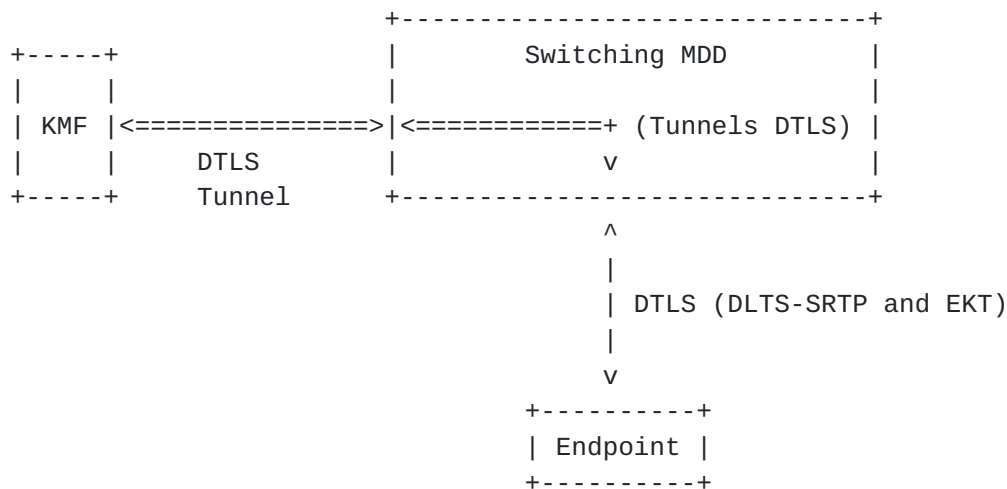 Switching MDD
KMF (Tunnels DTLS)
DTLS
Tunnel
DTLS (DLTS-SRTP and EKT)
Endpoint